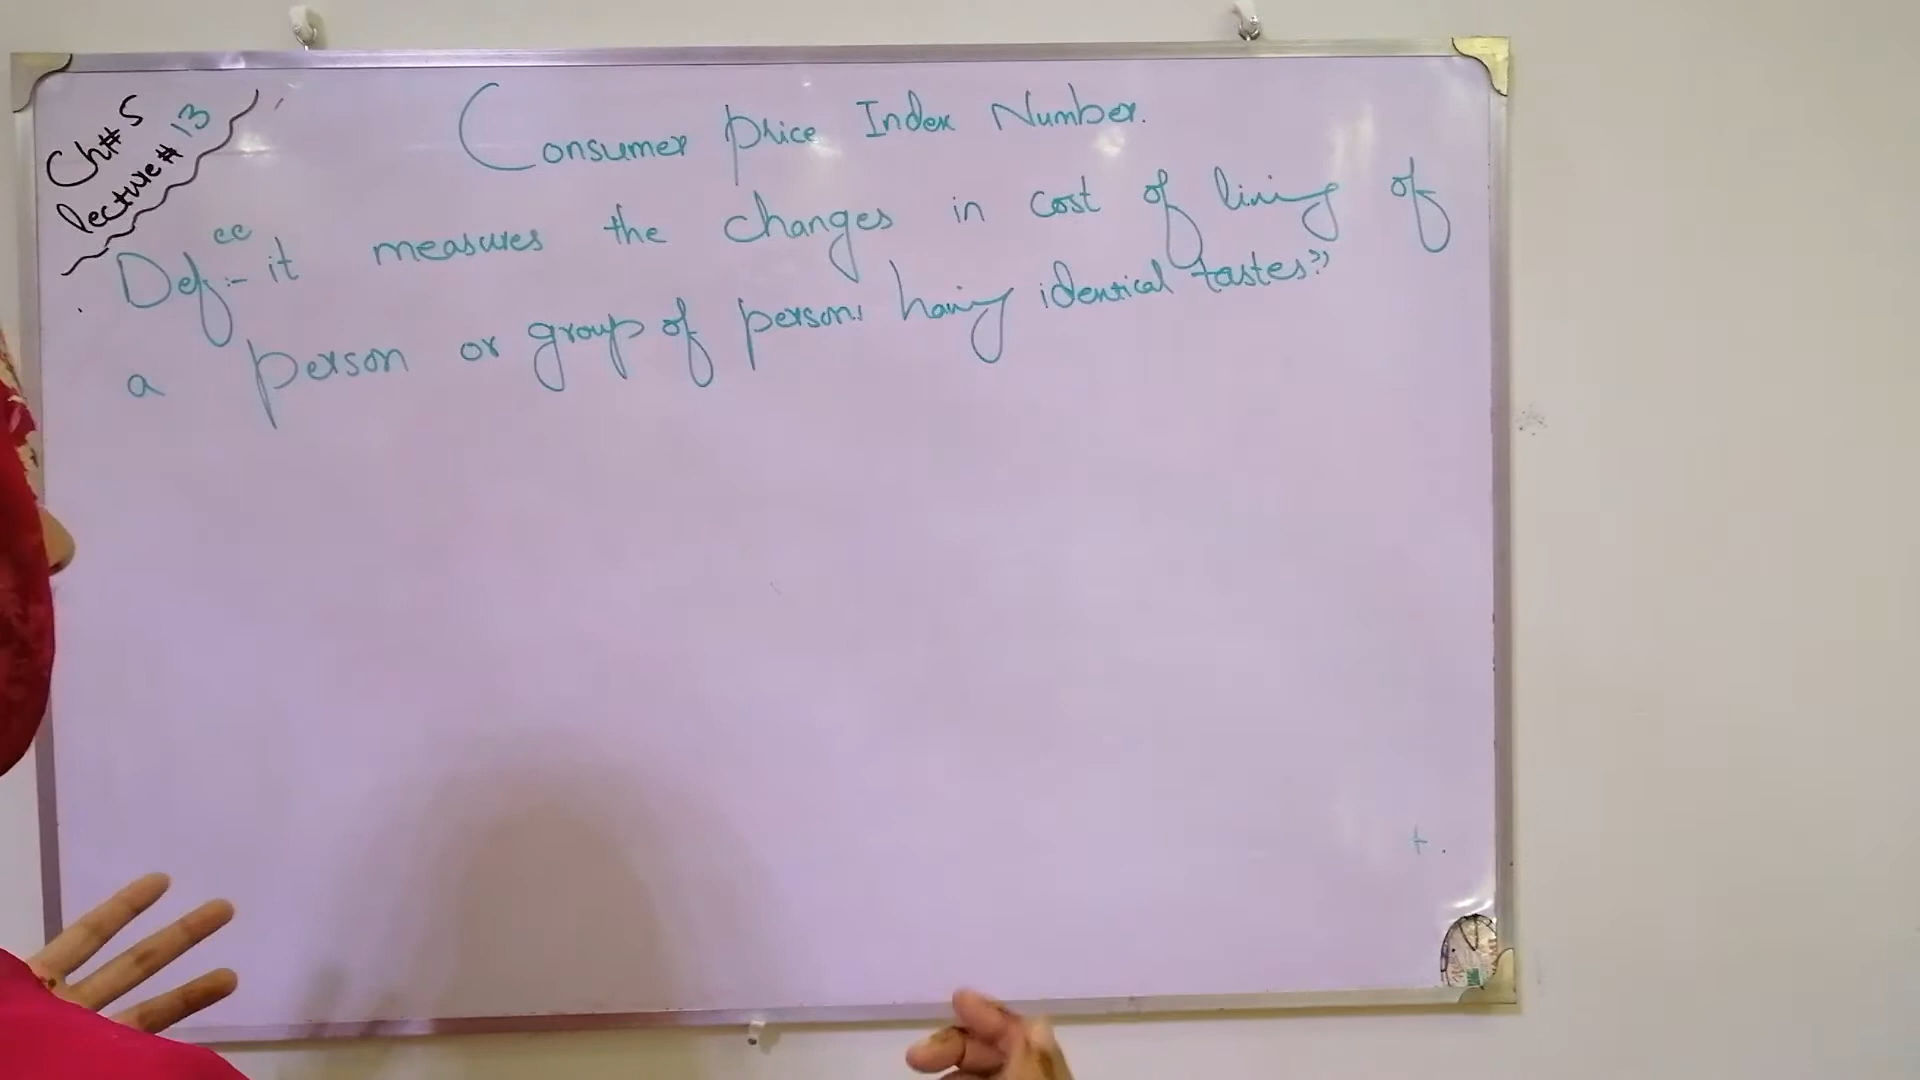 Ch# 5
lecture# 13
Consumer price Index Number.
Def:- “it measures the changes in cost of living of
a person or group of persons having identical tastes”
+ .